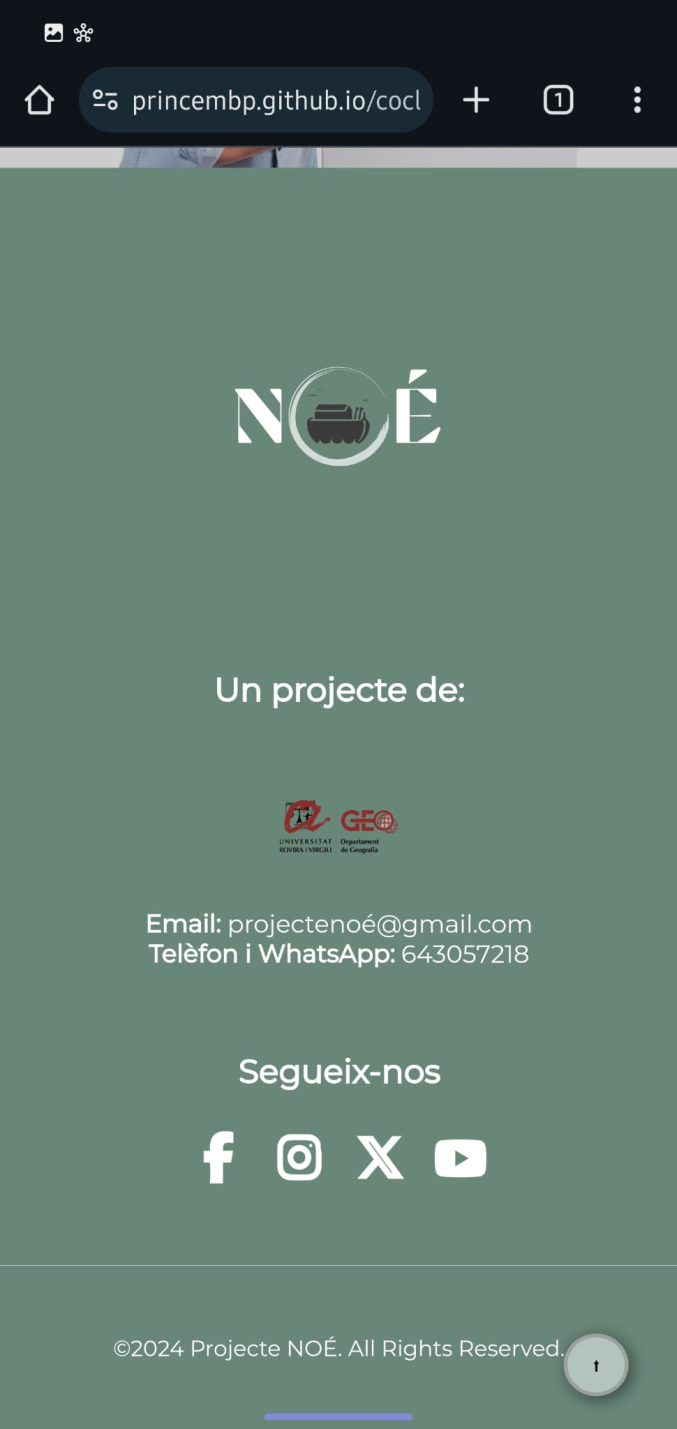 princembp.github.io/cocl
1
NOÉ
Un projecte de:
UNIVERSITAT
ROVIRA i VIRGILI
GEO
Departament
de Geografia
Email: projectenoé@gmail.com
Telèfon i WhatsApp: 643057218
Segueix-nos
©2024 Projecte NOÉ. All Rights Reserved.